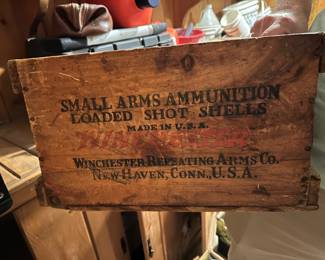 SMALL ARMS AMMUNITION
LOADED SHOT SHELLS
MADE IN U.S.A.
WINCHESTER REPEATING ARMS CO.
NEW HAVEN, CONN., U.S.A.